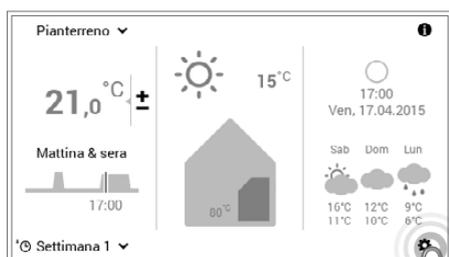 Pianterreno
21,0 °C ±
Mattina & sera
17:00
Settimana 1
15°C
80°C
17:00
Ven, 17.04.2015
Sab Dom Lun
16°C 12°C 9°C
11°C 10°C 6°C